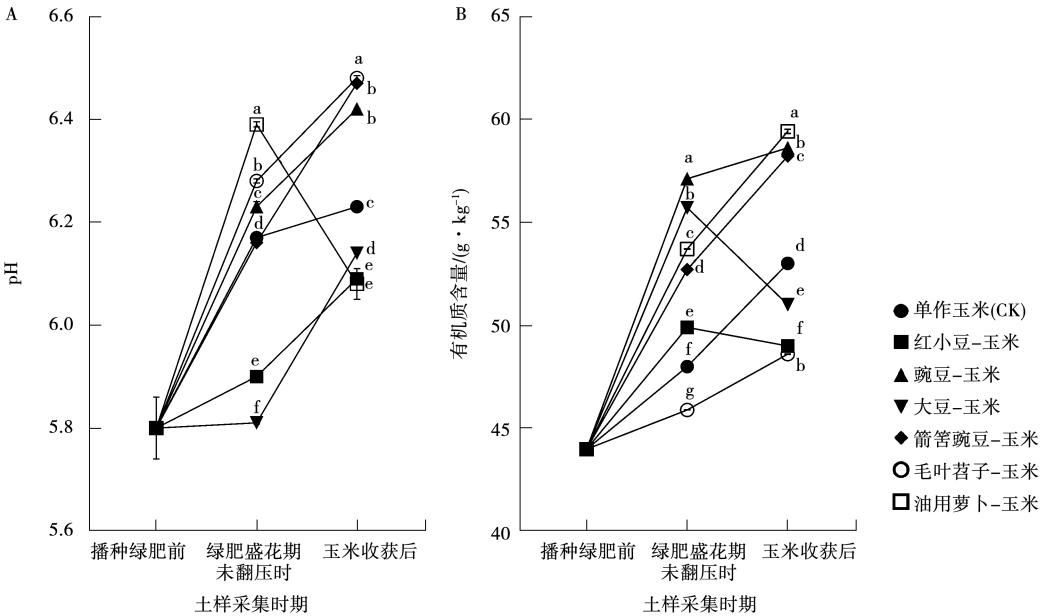 A
6.6
6.4
6.2
6.0
5.8
5.6
pH
a
b
c
d
e
f
a
b
b
c
d
e
e
播种绿肥前
绿肥盛花期
未翻压时
玉米收获后
土样采集时期
B
65
60
55
50
45
40
有机质含量/(g·kg⁻¹)
a
b
c
d
e
f
g
a
b
c
d
e
f
b
播种绿肥前
绿肥盛花期
未翻压时
玉米收获后
土样采集时期
单作玉米(CK)
红小豆–玉米
豌豆–玉米
大豆–玉米
箭筈豌豆–玉米
毛叶苕子–玉米
油用萝卜–玉米